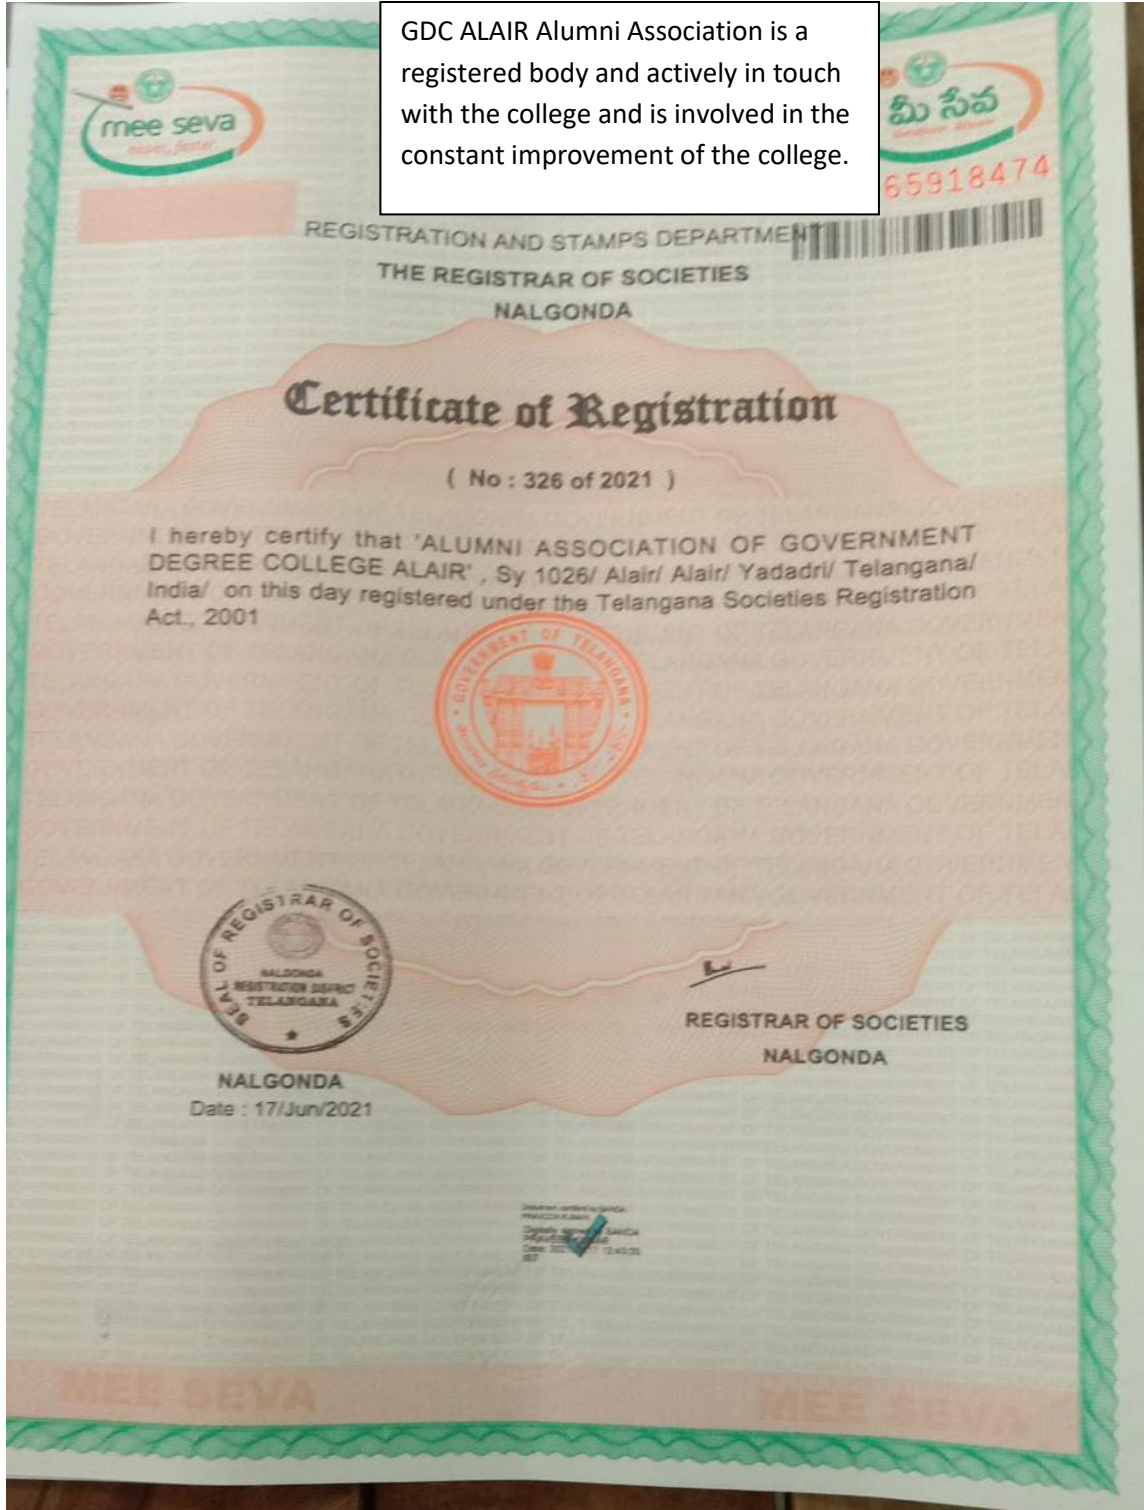 GDC ALAIR Alumni Association is a
registered body and actively in touch
with the college and is involved in the
constant improvement of the college.
mee seva
మీ సేవ
65918474
REGISTRATION AND STAMPS DEPARTMENT
THE REGISTRAR OF SOCIETIES
NALGONDA
Certificate of Registration
( No : 326 of 2021 )
I hereby certify that 'ALUMNI ASSOCIATION OF GOVERNMENT
DEGREE COLLEGE ALAIR' , Sy 1026/ Alair/ Alair/ Yadadri/ Telangana/
India/ on this day registered under the Telangana Societies Registration
Act., 2001
GOVERNMENT OF TELANGANA
SEAL OF REGISTRAR OF SOCIETIES
NALGONDA
REGISTRATION DISTRICT
TELANGANA
REGISTRAR OF SOCIETIES
NALGONDA
NALGONDA
Date : 17/Jun/2021
MEE SEVA
MEE SEVA